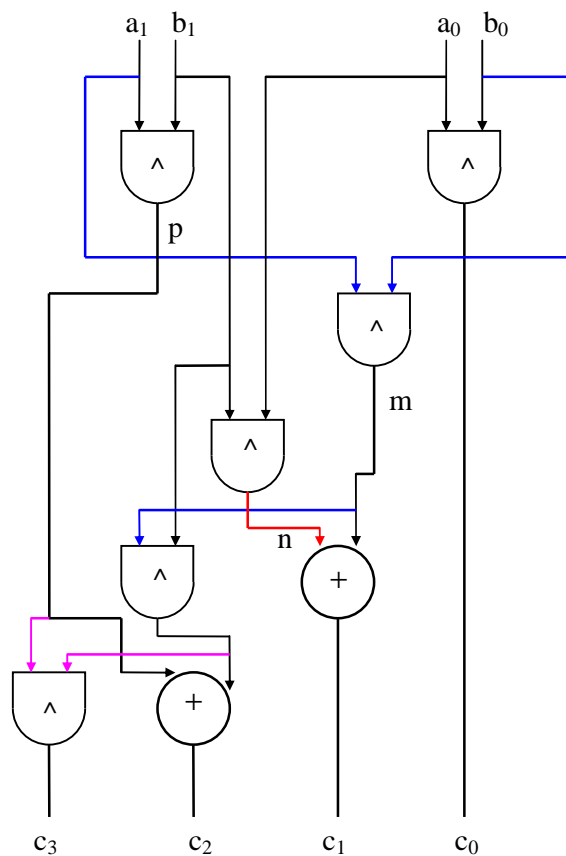 a₁ b₁ a₀ b₀
^ ^
p
^
m
^
n
^ +
^ +
c₃ c₂ c₁ c₀